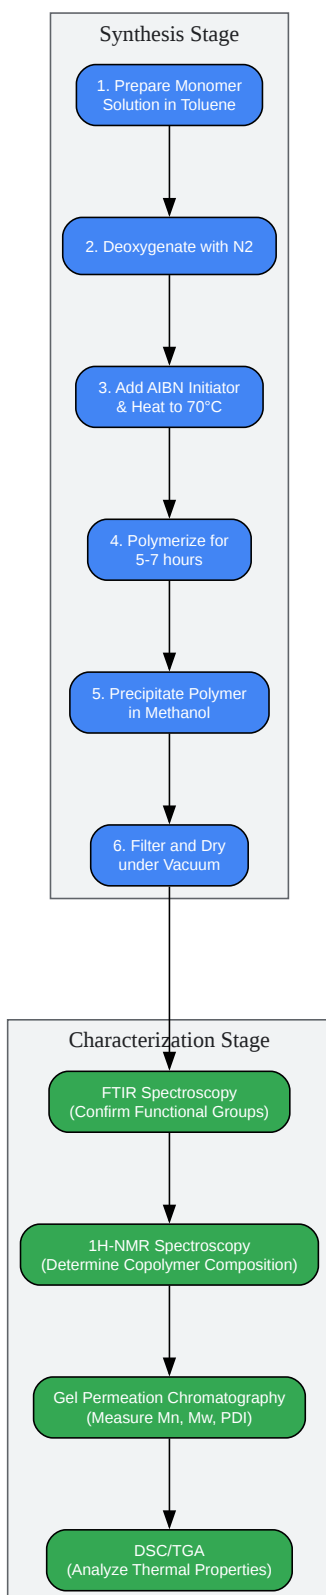 Synthesis Stage
1. Prepare Monomer
Solution in Toluene
2. Deoxygenate with N2
3. Add AIBN Initiator
& Heat to 70°C
4. Polymerize for
5-7 hours
5. Precipitate Polymer
in Methanol
6. Filter and Dry
under Vacuum
Characterization Stage
FTIR Spectroscopy
(Confirm Functional Groups)
1H-NMR Spectroscopy
(Determine Copolymer Composition)
Gel Permeation Chromatography
(Measure Mn, Mw, PDI)
DSC/TGA
(Analyze Thermal Properties)